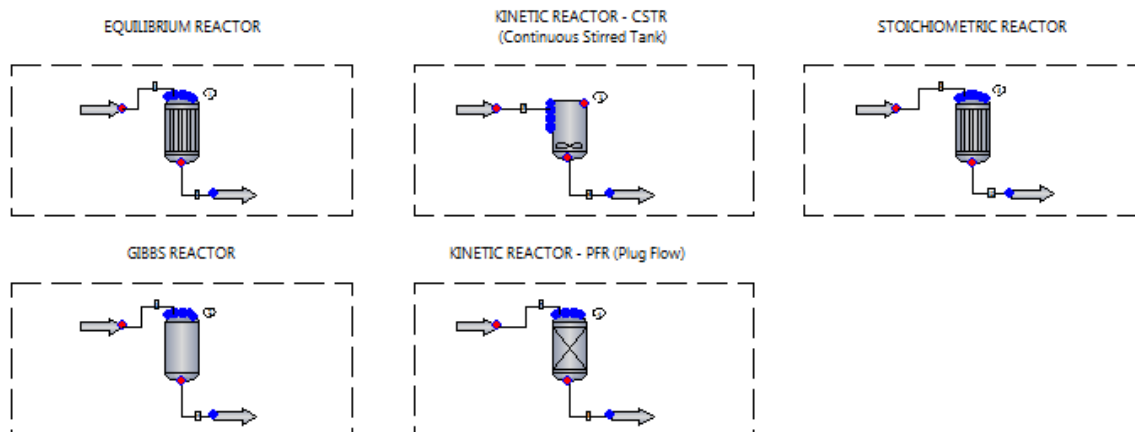 EQUILIBRIUM REACTOR
KINETIC REACTOR - CSTR
(Continuous Stirred Tank)
STOICHIOMETRIC REACTOR
GIBBS REACTOR
KINETIC REACTOR - PFR (Plug Flow)